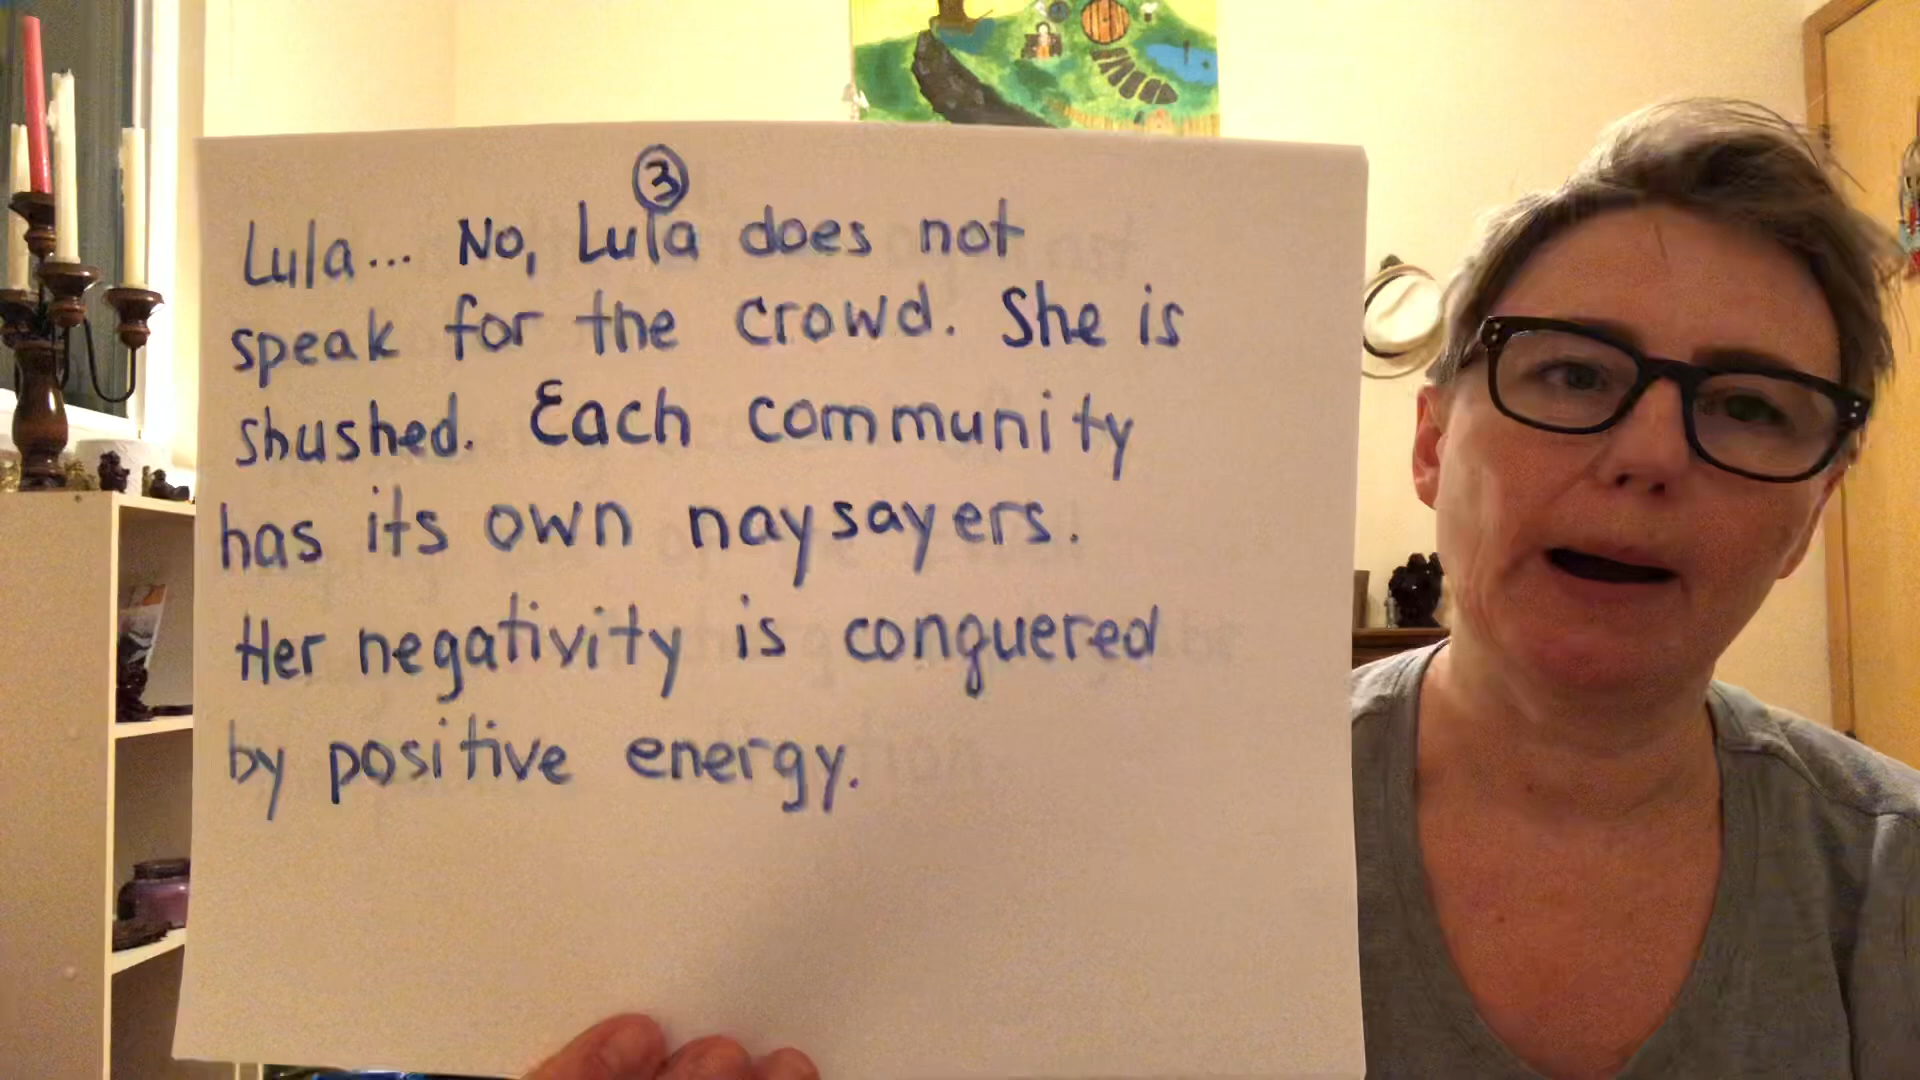 ③
Lula... No, Lula does not
speak for the crowd. She is
shushed. Each community
has its own naysayers.
Her negativity is conquered
by positive energy.